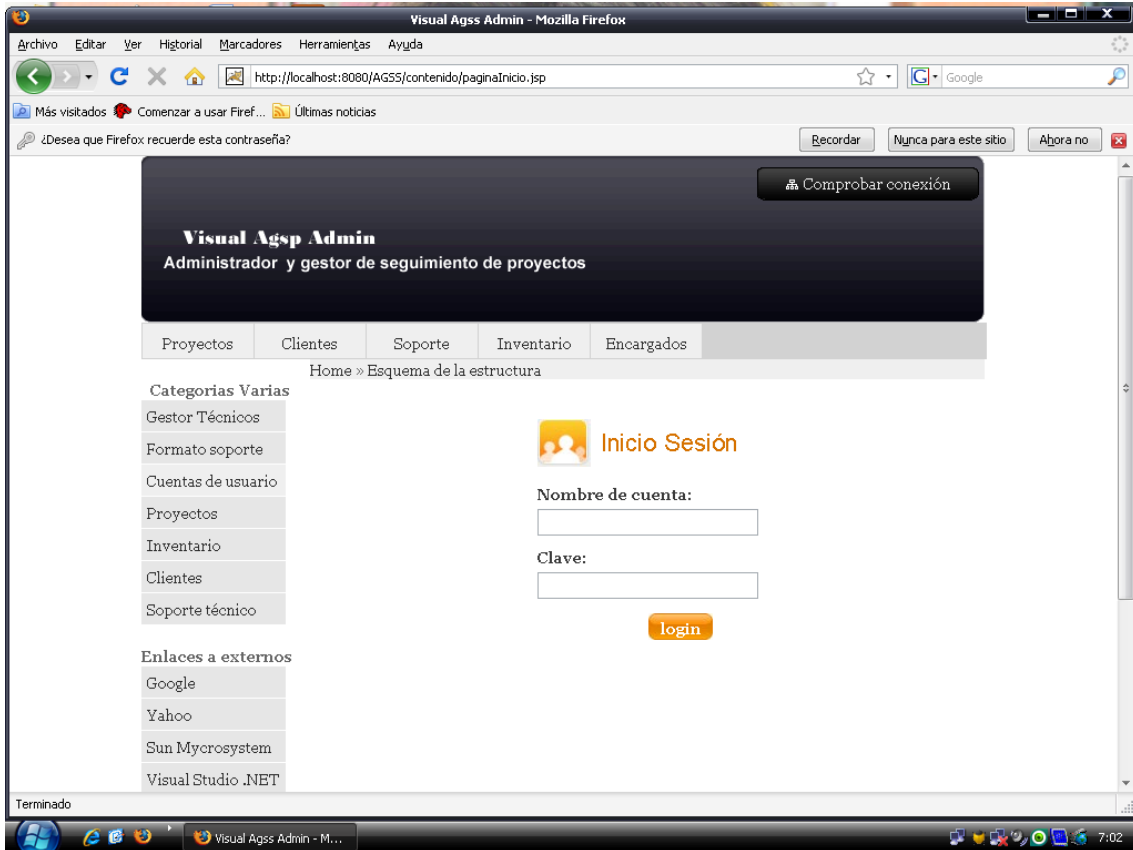 Visual Agss Admin - Mozilla Firefox
Archivo Editar Ver Historial Marcadores Herramientas Ayuda
http://localhost:8080/AGSS/contenido/paginaInicio.jsp
G Google
Más visitados Comenzar a usar Firef... Últimas noticias
¿Desea que Firefox recuerde esta contraseña? Recordar Nunca para este sitio Ahora no
Comprobar conexión
Visual Agsp Admin
Administrador y gestor de seguimiento de proyectos
Proyectos Clientes Soporte Inventario Encargados
Home » Esquema de la estructura
Categorias Varias
Gestor Técnicos
Formato soporte
Cuentas de usuario
Proyectos
Inventario
Clientes
Soporte técnico
Enlaces a externos
Google
Yahoo
Sun Mycrosystem
Visual Studio .NET
Inicio Sesión
Nombre de cuenta:
Clave:
login
Terminado
Visual Agss Admin - M...
7:02